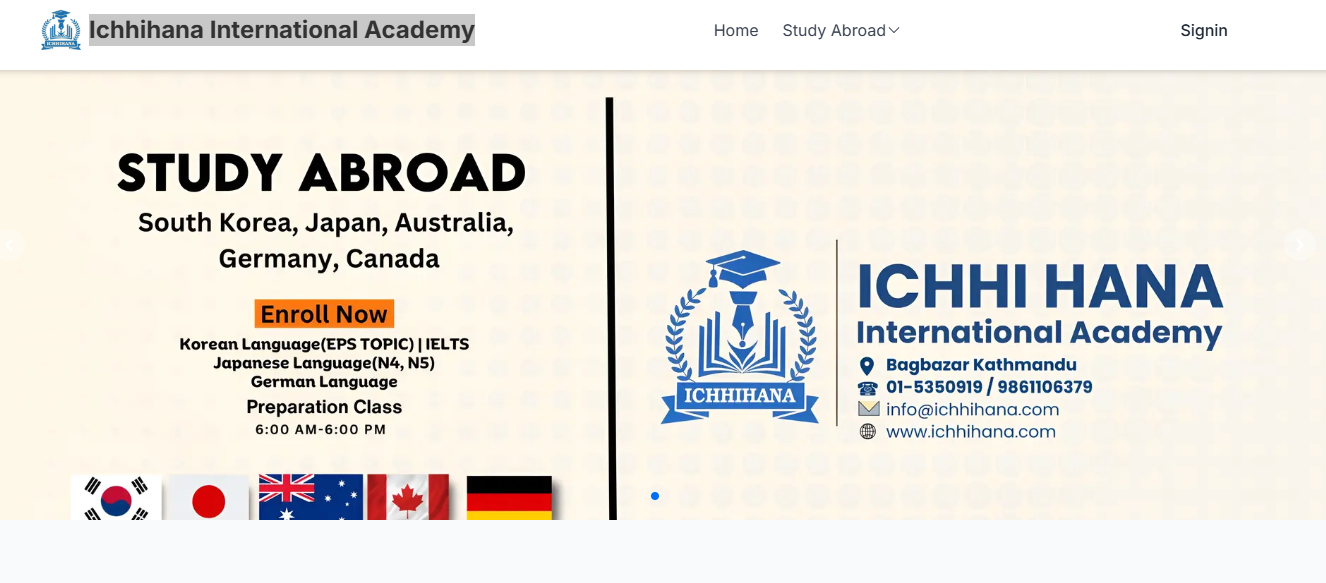 ICHHIHANA
Ichhihana International Academy
Home
Study Abroad
Signin
STUDY ABROAD
South Korea, Japan, Australia,
Germany, Canada
Enroll Now
Korean Language(EPS TOPIC) | IELTS
Japanese Language(N4, N5)
German Language
Preparation Class
6:00 AM-6:00 PM
ICHHIHANA
ICHHI HANA
International Academy
Bagbazar Kathmandu
01-5350919 / 9861106379
info@ichhihana.com
www.ichhihana.com